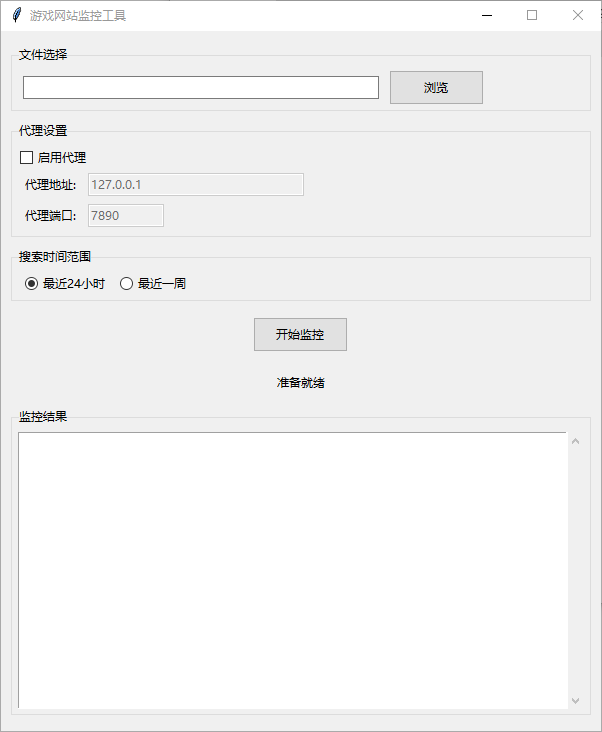 游戏网站监控工具
文件选择
浏览
代理设置
启用代理
代理地址: 127.0.0.1
代理端口: 7890
搜索时间范围
最近24小时 最近一周
开始监控
准备就绪
监控结果